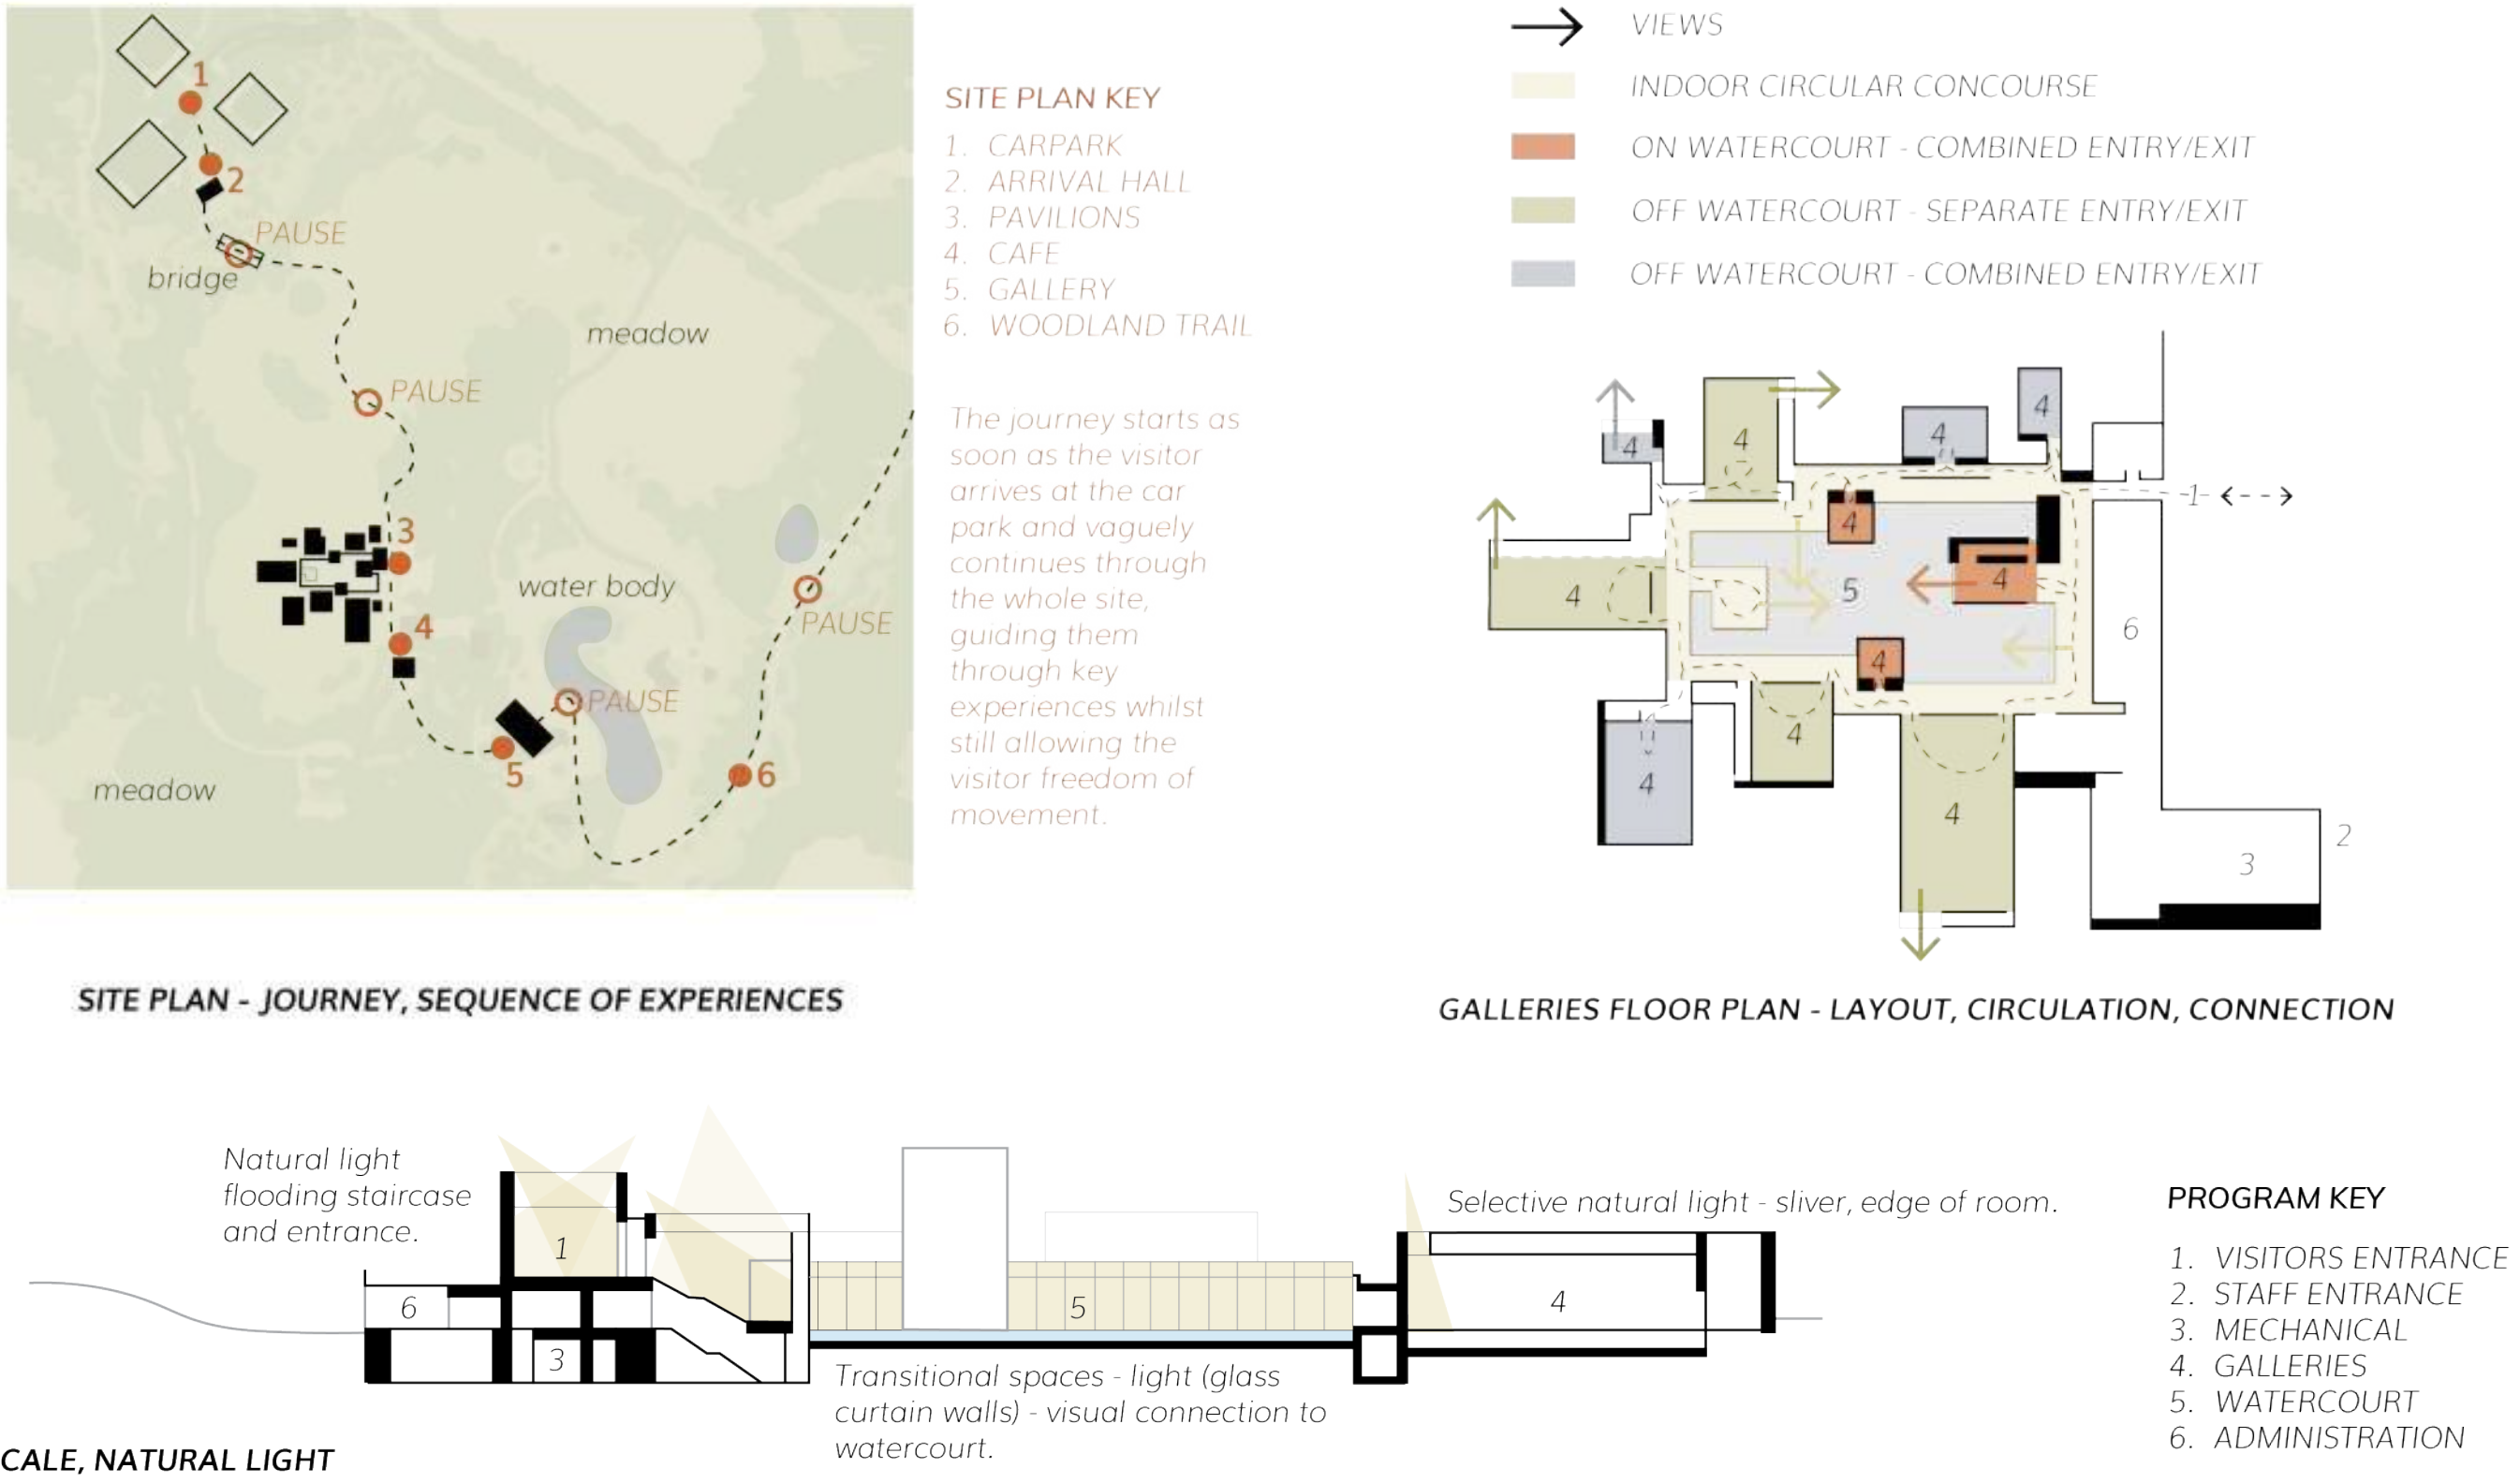 1
2
PAUSE
bridge
meadow
PAUSE
3
water body
4
PAUSE
PAUSE
5
6
meadow
SITE PLAN KEY
1. CARPARK
2. ARRIVAL HALL
3. PAVILIONS
4. CAFE
5. GALLERY
6. WOODLAND TRAIL
The journey starts as
soon as the visitor
arrives at the car
park and vaguely
continues through
the whole site,
guiding them
through key
experiences whilst
still allowing the
visitor freedom of
movement.
SITE PLAN - JOURNEY, SEQUENCE OF EXPERIENCES
VIEWS
INDOOR CIRCULAR CONCOURSE
ON WATERCOURT - COMBINED ENTRY/EXIT
OFF WATERCOURT - SEPARATE ENTRY/EXIT
OFF WATERCOURT - COMBINED ENTRY/EXIT
4
4
4
4
1
4
4
4
5
6
4
4
4
4
2
3
GALLERIES FLOOR PLAN - LAYOUT, CIRCULATION, CONNECTION
Natural light
flooding staircase
and entrance.
1
6
3
5
Transitional spaces - light (glass
curtain walls) - visual connection to
watercourt.
Selective natural light - sliver, edge of room.
4
CALE, NATURAL LIGHT
PROGRAM KEY
1. VISITORS ENTRANCE
2. STAFF ENTRANCE
3. MECHANICAL
4. GALLERIES
5. WATERCOURT
6. ADMINISTRATION